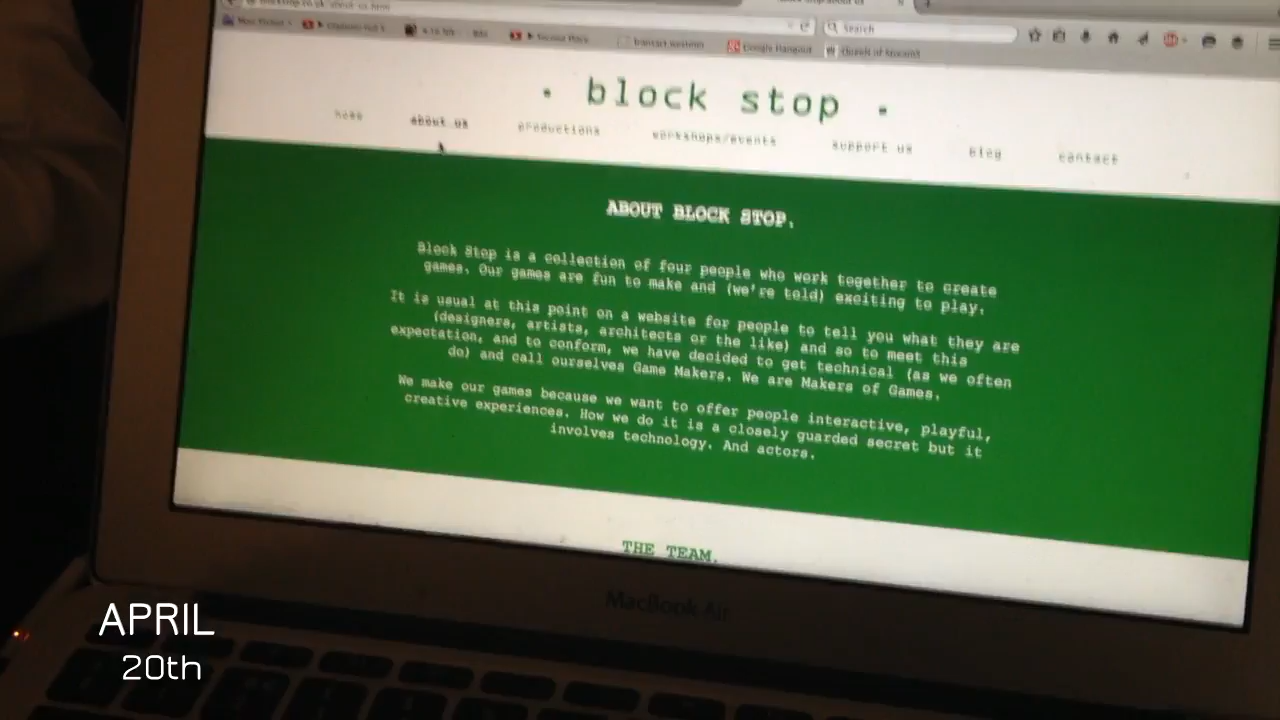 Search
Google Hangout
· block stop ·
home about us productions workshops/events support us blog contact
ABOUT BLOCK STOP.
Block Stop is a collection of four people who work together to create
games. Our games are fun to make and (we're told) exciting to play.
It is usual at this point on a website for people to tell you what they are
(designers, artists, architects or the like) and so to meet this
expectation, and to conform, we have decided to get technical (as we often
do) and call ourselves Game Makers. We are Makers of Games.
We make our games because we want to offer people interactive, playful,
creative experiences. How we do it is a closely guarded secret but it
involves technology. And actors.
THE TEAM.
MacBook Air
APRIL
20th